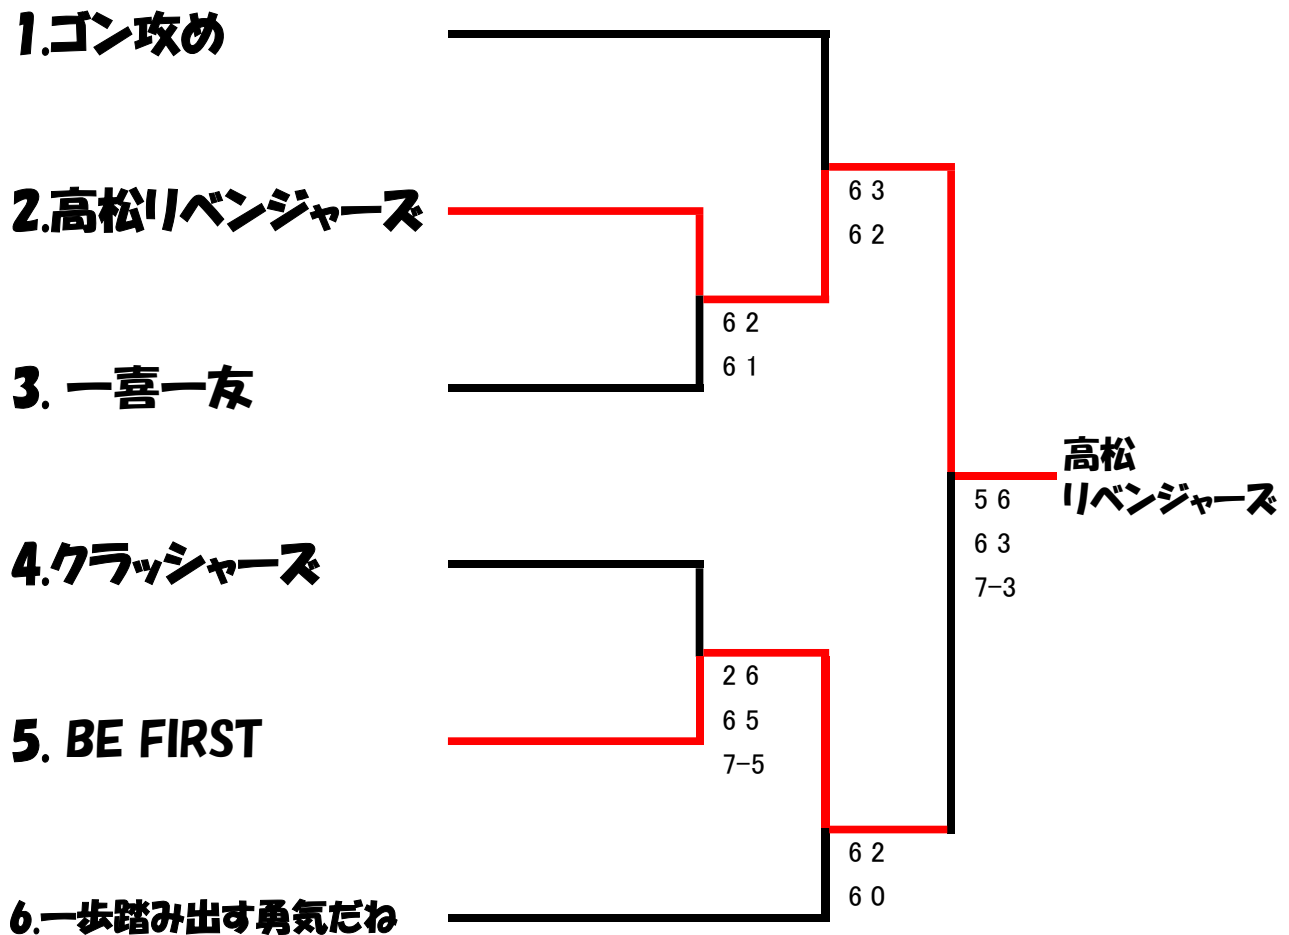 1.ゴン攻め
6 3
2.高松リベンジャーズ
6 2
6 2
6 1
3. 一喜一友
高松
リベンジャーズ
5 6
6 3
4.クラッシャーズ
7-3
2 6
6 5
5. BE FIRST
7-5
6 2
6 0
6.一歩踏み出す勇気だね